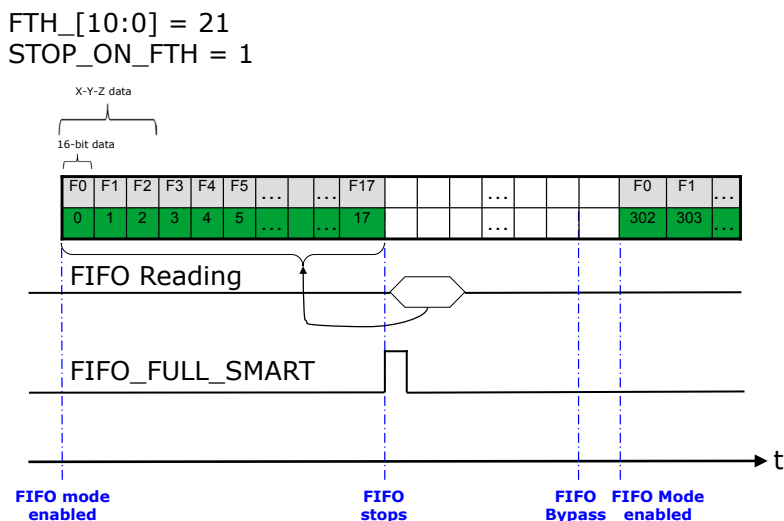 FTH_[10:0] = 21
STOP_ON_FTH = 1
X-Y-Z data
16-bit data
F0 F1 F2 F3 F4 F5 ... ... F17 ... F0 F1 ...
0 1 2 3 4 5 ... ... 17 ... 302 303 ...
FIFO Reading
FIFO_FULL_SMART
t
FIFO mode enabled
FIFO stops
FIFO Bypass
FIFO Mode enabled